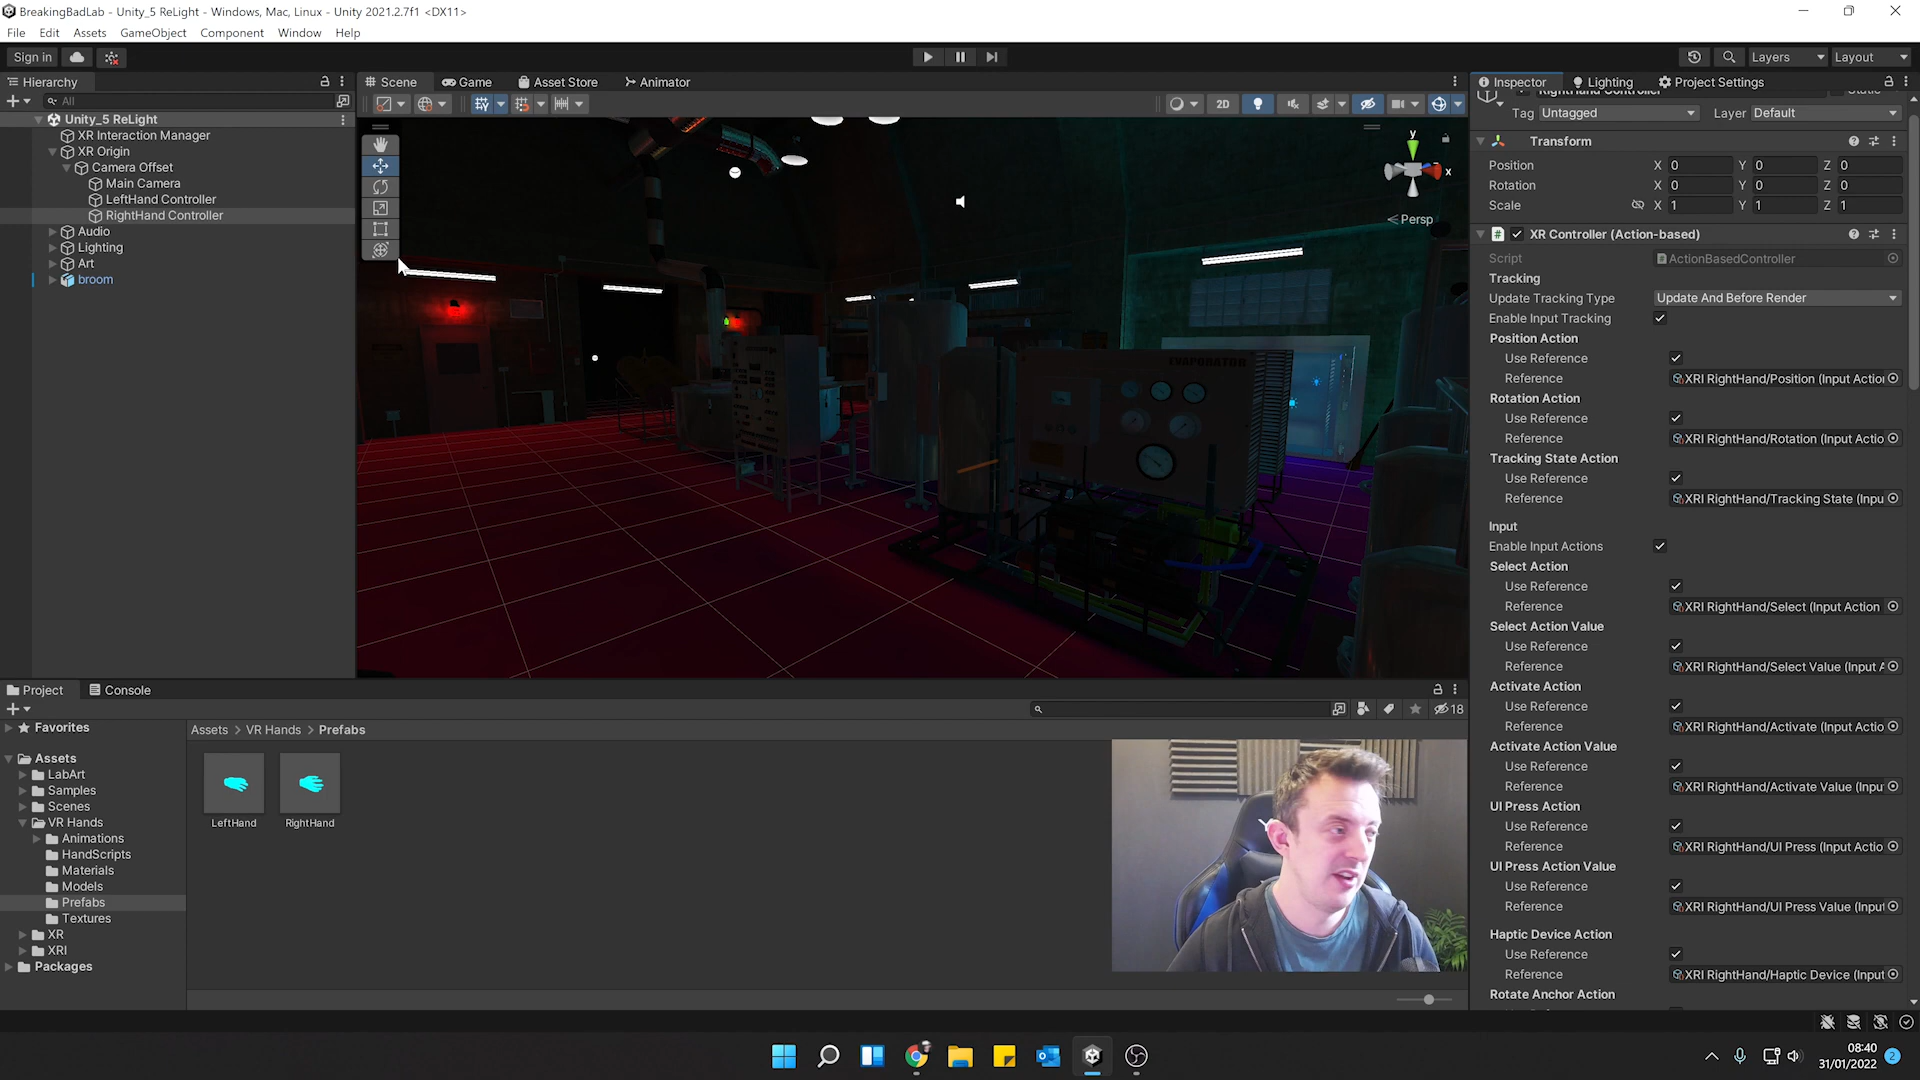 BreakingBadLab - Unity_5 ReLight - Windows, Mac, Linux - Unity 2021.2.7f1 <DX11>
File Edit Assets GameObject Component Window Help
Sign in Layers Layout
Hierarchy Scene Game Asset Store Animator Inspector Lighting Project Settings
All 2D
Unity_5 ReLight
XR Interaction Manager
XR Origin
Camera Offset
Main Camera
LeftHand Controller
RightHand Controller
Audio
Lighting
Art
broom
y
x
Persp
EVAPORATOR
Tag Untagged Layer Default
Transform
Position X 0 Y 0 Z 0
Rotation X 0 Y 0 Z 0
Scale X 1 Y 1 Z 1
XR Controller (Action-based)
Script ActionBasedController
Tracking
Update Tracking Type Update And Before Render
Enable Input Tracking
Position Action
Use Reference
Reference XRI RightHand/Position (Input Action
Rotation Action
Use Reference
Reference XRI RightHand/Rotation (Input Actio
Tracking State Action
Use Reference
Reference XRI RightHand/Tracking State (Inpu
Input
Enable Input Actions
Select Action
Use Reference
Reference XRI RightHand/Select (Input Action
Select Action Value
Use Reference
Reference XRI RightHand/Select Value (Input A
Activate Action
Use Reference
Reference XRI RightHand/Activate (Input Actio
Activate Action Value
Use Reference
Reference XRI RightHand/Activate Value (Input
UI Press Action
Use Reference
Reference XRI RightHand/UI Press (Input Actio
UI Press Action Value
Use Reference
Reference XRI RightHand/UI Press Value (Input
Haptic Device Action
Use Reference
Reference XRI RightHand/Haptic Device (Input
Rotate Anchor Action
Project Console
18
Favorites
Assets
LabArt
Samples
Scenes
VR Hands
Animations
HandScripts
Materials
Models
Prefabs
Textures
XR
XRI
Packages
Assets > VR Hands > Prefabs
LeftHand RightHand
08:40
31/01/2022 2